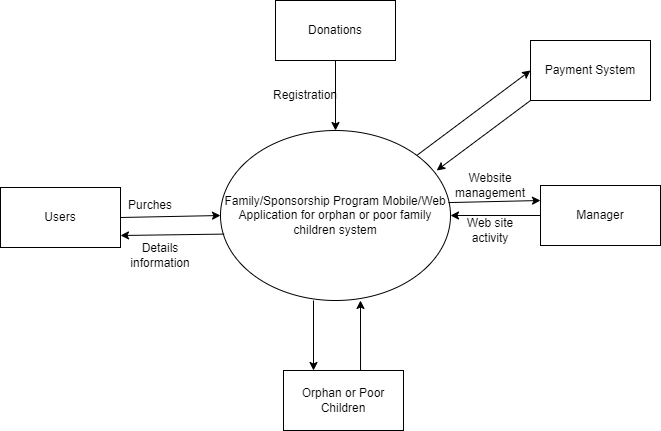 Donations
Payment System
Registration
Website
management
Family/Sponsorship Program Mobile/Web
Application for orphan or poor family
children system
Purches
Users
Manager
Web site
activity
Details
information
Orphan or Poor
Children